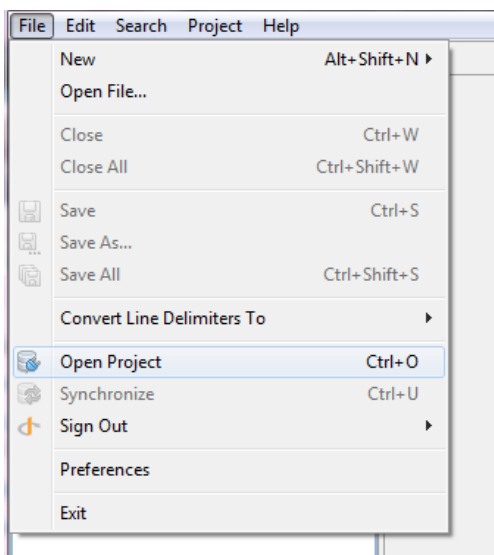 File Edit Search Project Help
New Alt+Shift+N
Open File...
Close Ctrl+W
Close All Ctrl+Shift+W
Save Ctrl+S
Save As...
Save All Ctrl+Shift+S
Convert Line Delimiters To
Open Project Ctrl+O
Synchronize Ctrl+U
Sign Out
Preferences
Exit